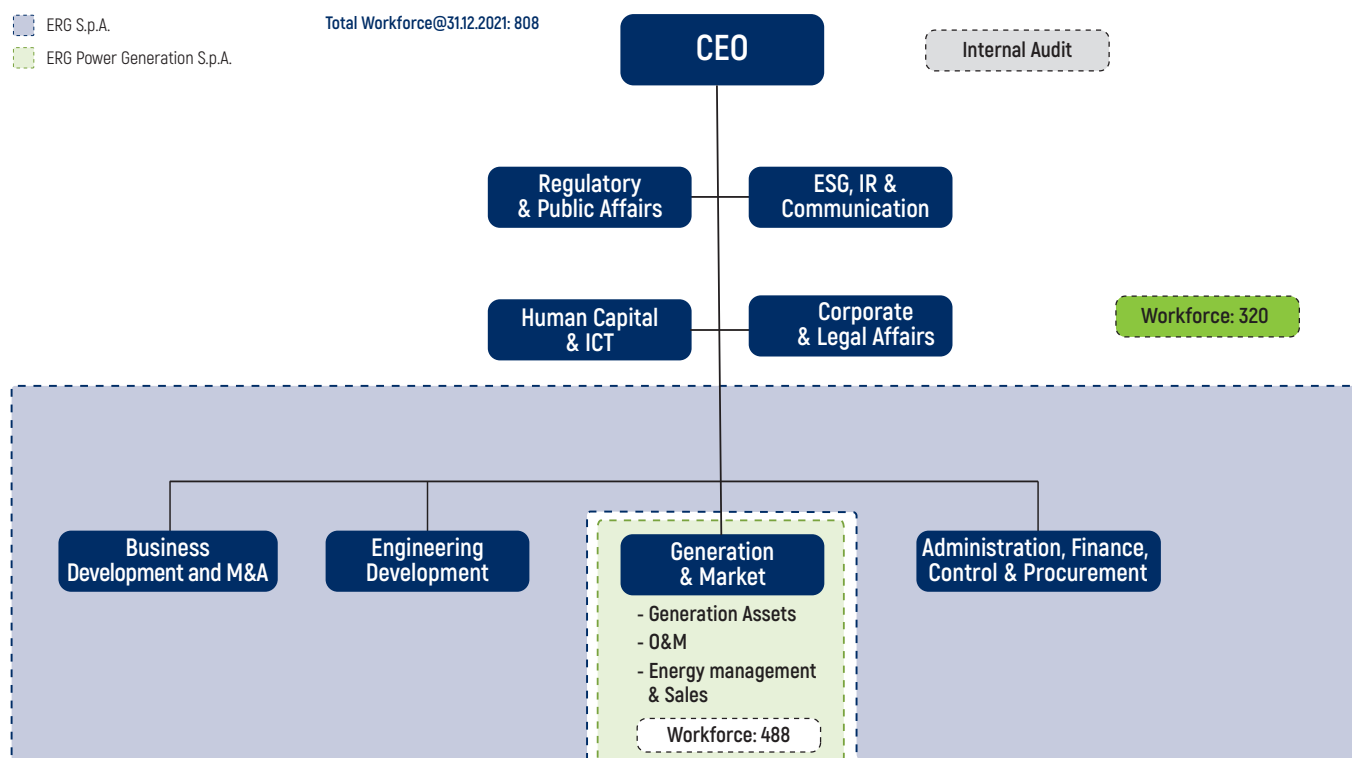 ERG S.p.A.
Total Workforce@31.12.2021: 808
ERG Power Generation S.p.A.
CEO
Internal Audit
Regulatory
& Public Affairs
ESG, IR &
Communication
Human Capital
& ICT
Corporate
& Legal Affairs
Workforce: 320
Business
Development and M&A
Engineering
Development
Generation
& Market
- Generation Assets
- O&M
- Energy management
& Sales
Workforce: 488
Administration, Finance,
Control & Procurement